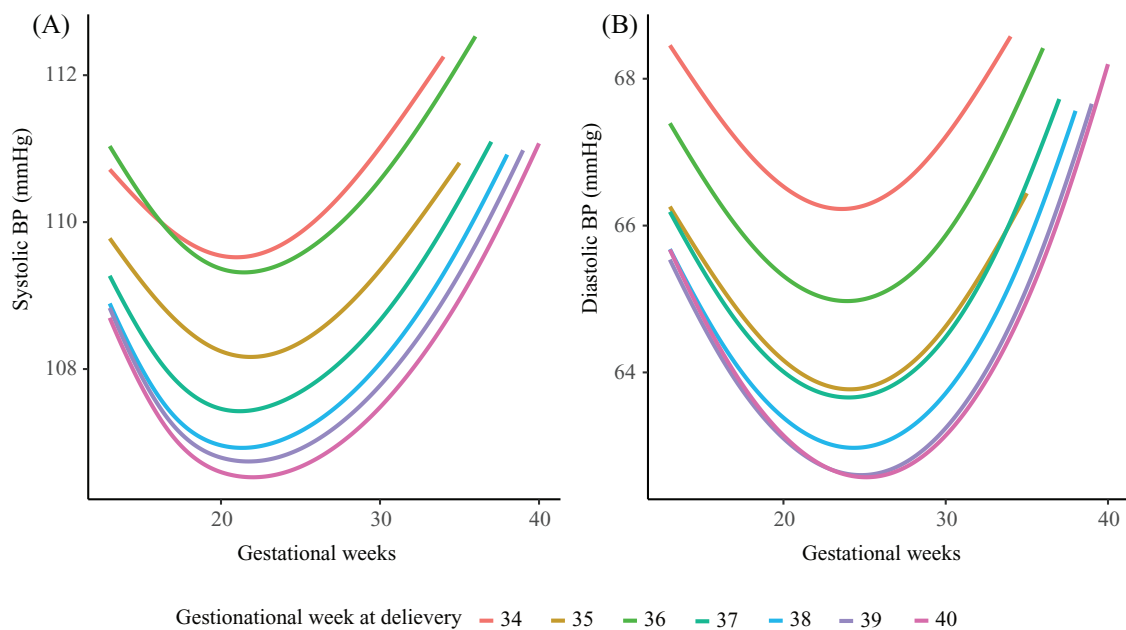 (A)
Systolic BP (mmHg)
112
110
108
20 30 40
Gestational weeks
(B)
Diastolic BP (mmHg)
68
66
64
20 30 40
Gestational weeks
Gestionational week at delievery 34 35 36 37 38 39 40